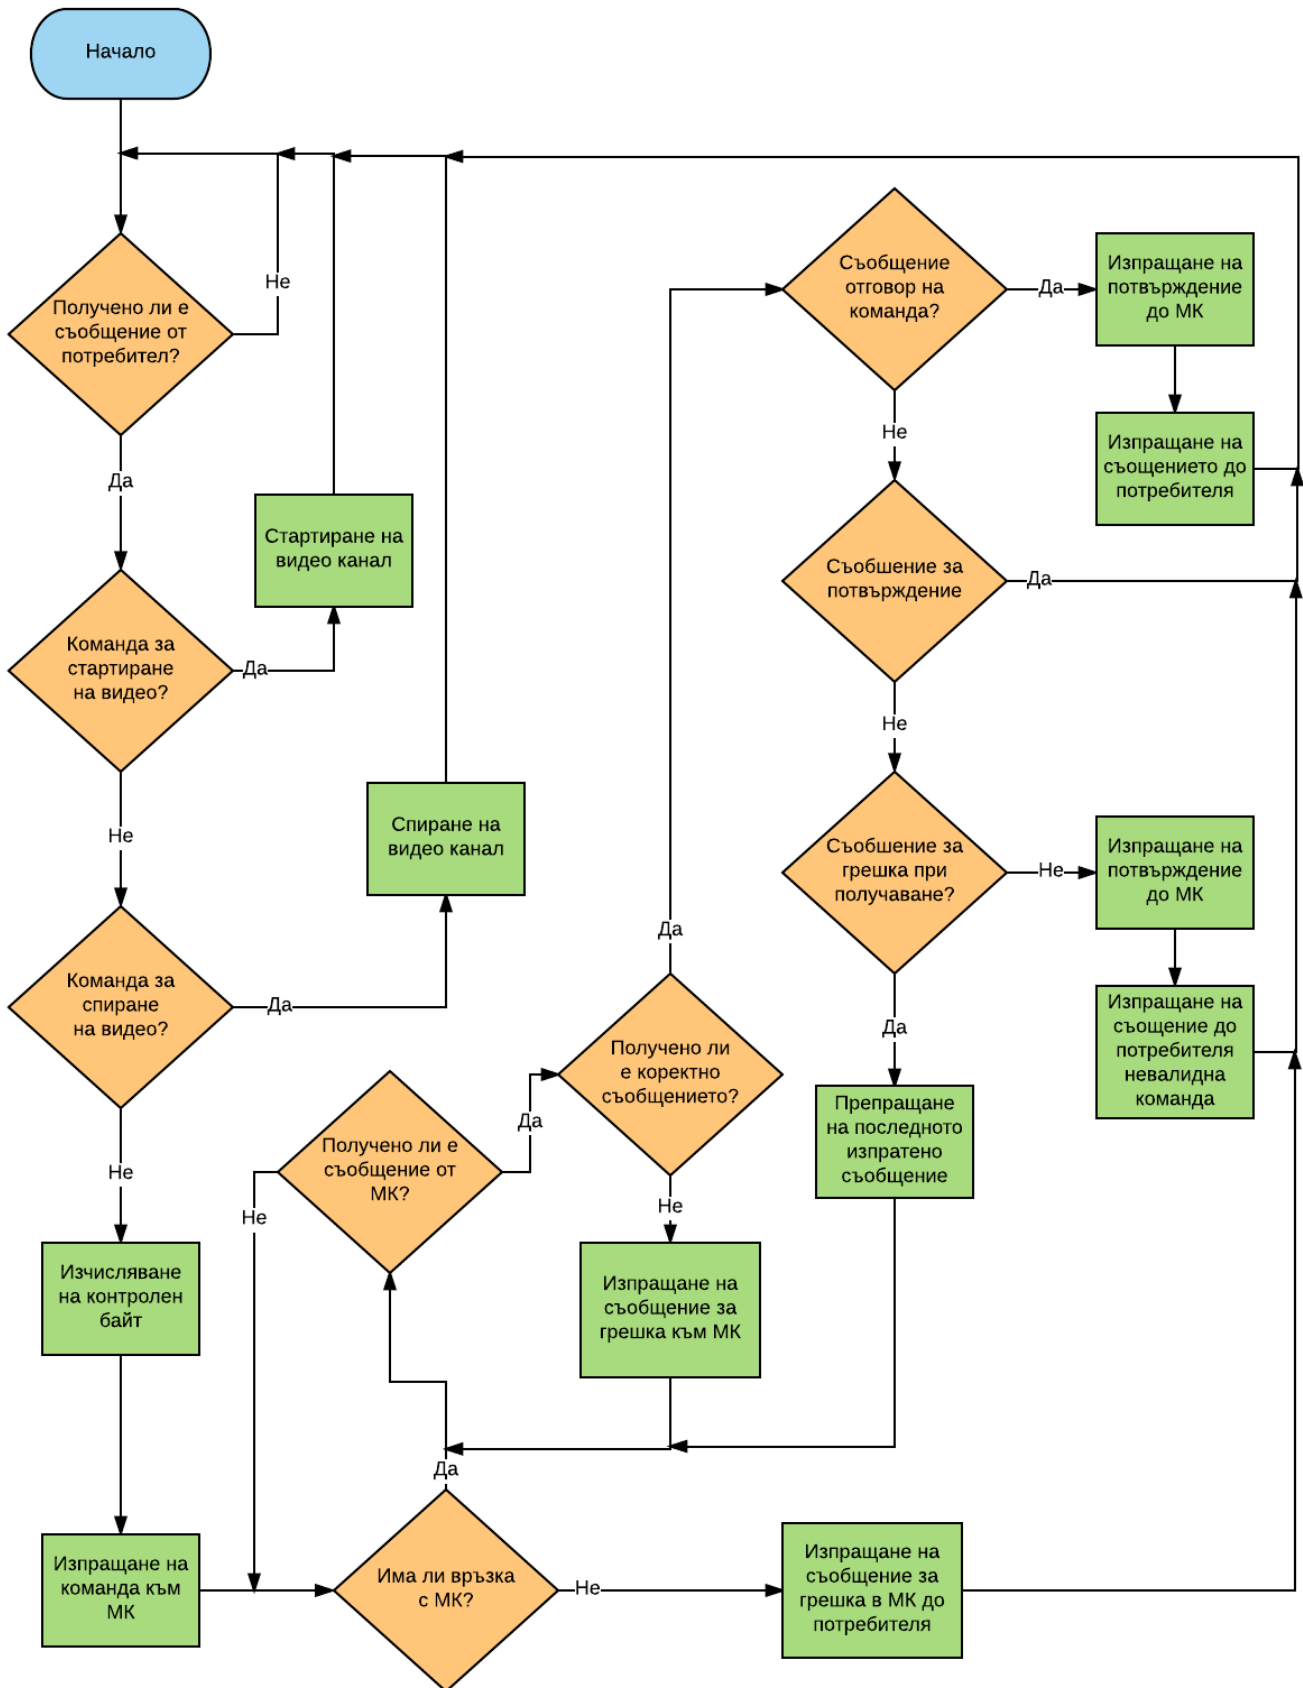 Начало
Получено ли е
съобщение от
потребител?
Не
Да
Команда за
стартиране
на видео?
Да
Стартиране на
видео канал
Не
Команда за
спиране
на видео?
Да
Спиране на
видео канал
Не
Изчисляване
на контролен
байт
Изпращане на
команда към
МК
Има ли връзка
с МК?
Не
Изпращане на
съобщение за
грешка в МК до
потребителя
Да
Получено ли е
съобщение от
МК?
Не
Да
Получено ли
е коректно
съобщението?
Не
Изпращане на
съобщение за
грешка към МК
Да
Съобщение
отговор на
команда?
Да
Изпращане на
потвърждение
до МК
Изпращане на
съощението до
потребителя
Не
Съобшение за
потвърждение
Да
Не
Съобшение за
грешка при
получаване?
Не
Изпращане на
потвърждение
до МК
Изпращане на
съощение до
потребителя
невалидна
команда
Да
Препращане
на последното
изпратено
съобщение